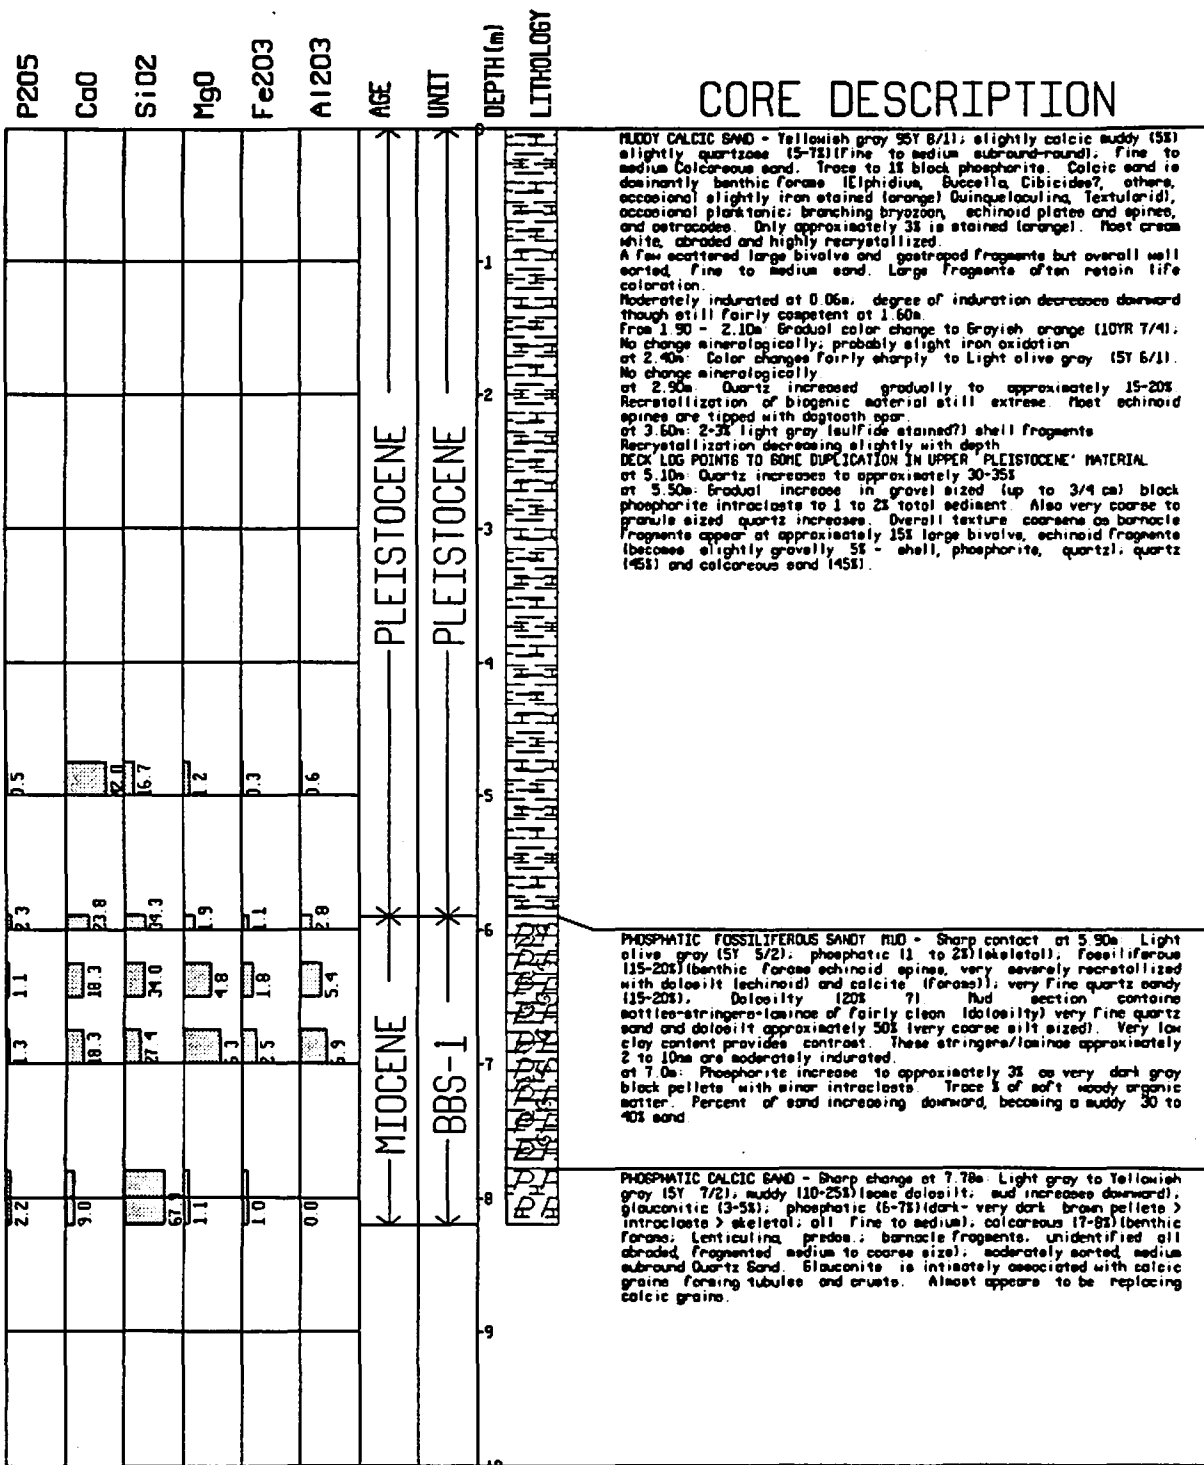 P2O5
CaO
SiO2
MgO
Fe2O3
Al2O3
AGE
UNIT
DEPTH(m)
LITHOLOGY
CORE DESCRIPTION
MUDDY CALCIC SAND - Yellowish gray 95Y 8/1); slightly calcic muddy (5%)
slightly quartzose (5-7%)(fine to medium subround-round); fine to
medium Calcareous sand. Trace to 1% black phosphorite. Calcic sand is
dominantly benthic forams (Elphidium, Buccella, Cibicides?, others,
occasional slightly iron stained (orange) Quinqueloculina, Textularid),
occasional planktonic; branching bryozoan, echinoid plates and spines,
and ostracodes. Only approximately 3% is stained (orange). Most cream
white, abraded and highly recrystallized.
A few scattered large bivalve and gastropod fragments but overall well
sorted, fine to medium sand. Large fragments often retain life
coloration.
Moderately indurated at 0.06m, degree of induration decreases downward
though still fairly competent at 1.60m.
From 1.90 - 2.10m: Gradual color change to Grayish orange (10YR 7/4);
No change minerologically; probably slight iron oxidation
at 2.40m: Color changes fairly sharply to Light olive gray (5Y 6/1).
No change minerologically.
at 2.90m: Quartz increased gradually to approximately 15-20%
Recrstallization of biogenic material still extreme. Most echinoid
spines are tipped with dogtooth spar.
at 3.60m: 2-3% light gray (sulfide stained?) shell fragments
Recrystallization decreasing slightly with depth
DECK LOG POINTS TO SOME DUPLICATION IN UPPER 'PLEISTOCENE' MATERIAL
at 5.10m: Quartz increases to approximately 30-35%
at 5.50m: Gradual increase in gravel sized (up to 3/4 cm) black
phosphorite intraclasts to 1 to 2% total sediment. Also very coarse to
granule sized quartz increases. Overall texture coarsens as barnacle
fragments appear at approximately 15% large bivalve, echinoid fragments
(becomes slightly gravelly 5% - shell, phosphorite, quartz); quartz
(45%) and calcareous sand (45%).
PHOSPHATIC FOSSILIFEROUS SANDY MUD - Sharp contact at 5.90m: Light
olive gray (5Y 5/2); phosphatic (1 to 2%)(skeletal); fossiliferous
(15-20%)(benthic forams echinoid spines, very severely recrstallized
with dolosilt (echinoid) and calcite (forams)); very fine quartz sandy
(15-20%), Dolosilty (20% ?) Mud section contains
mottles-stringers-laminae of fairly clean (dolosilty) very fine quartz
sand and dolosilt approximately 50% (very coarse silt sized). Very low
clay content provides contrast. These stringers/laminae approximately
2 to 10mm are moderately indurated.
at 7.0m: Phosphorite increase to approximately 3% as very dark gray
black pellets with minor intraclasts. Trace % of soft woody organic
matter. Percent of sand increasing downward, becoming a muddy 30 to
40% sand
PHOSPHATIC CALCIC SAND - Sharp change at 7.78m: Light gray to Yellowish
gray (5Y 7/2); muddy (10-25%)(some dolosilt; mud increases downward);
glauconitic (3-5%); phosphatic (6-7%)(dark- very dark brown pellets >
intraclasts > skeletal; all fine to medium); calcareous (7-8%)(benthic
forams; Lenticulina, predom.; barnacle fragments, unidentified all
abraded, fragmented medium to coarse size); moderately sorted, medium
subround Quartz Sand. Glauconite is intimately associated with calcic
grains forming tubules and crusts. Almost appears to be replacing
calcic grains.
PLEISTOCENE
PLEISTOCENE
MIOCENE
BBS-1
0
1
2
3
4
5
6
7
8
9
10
0.5
42.0
16.7
1.2
0.3
0.6
2.3
23.8
34.3
1.9
1.1
2.8
1.1
18.3
34.0
4.8
1.8
5.4
1.3
18.3
27.4
2.5
2.2
9.0
1.1
1.0
0.0